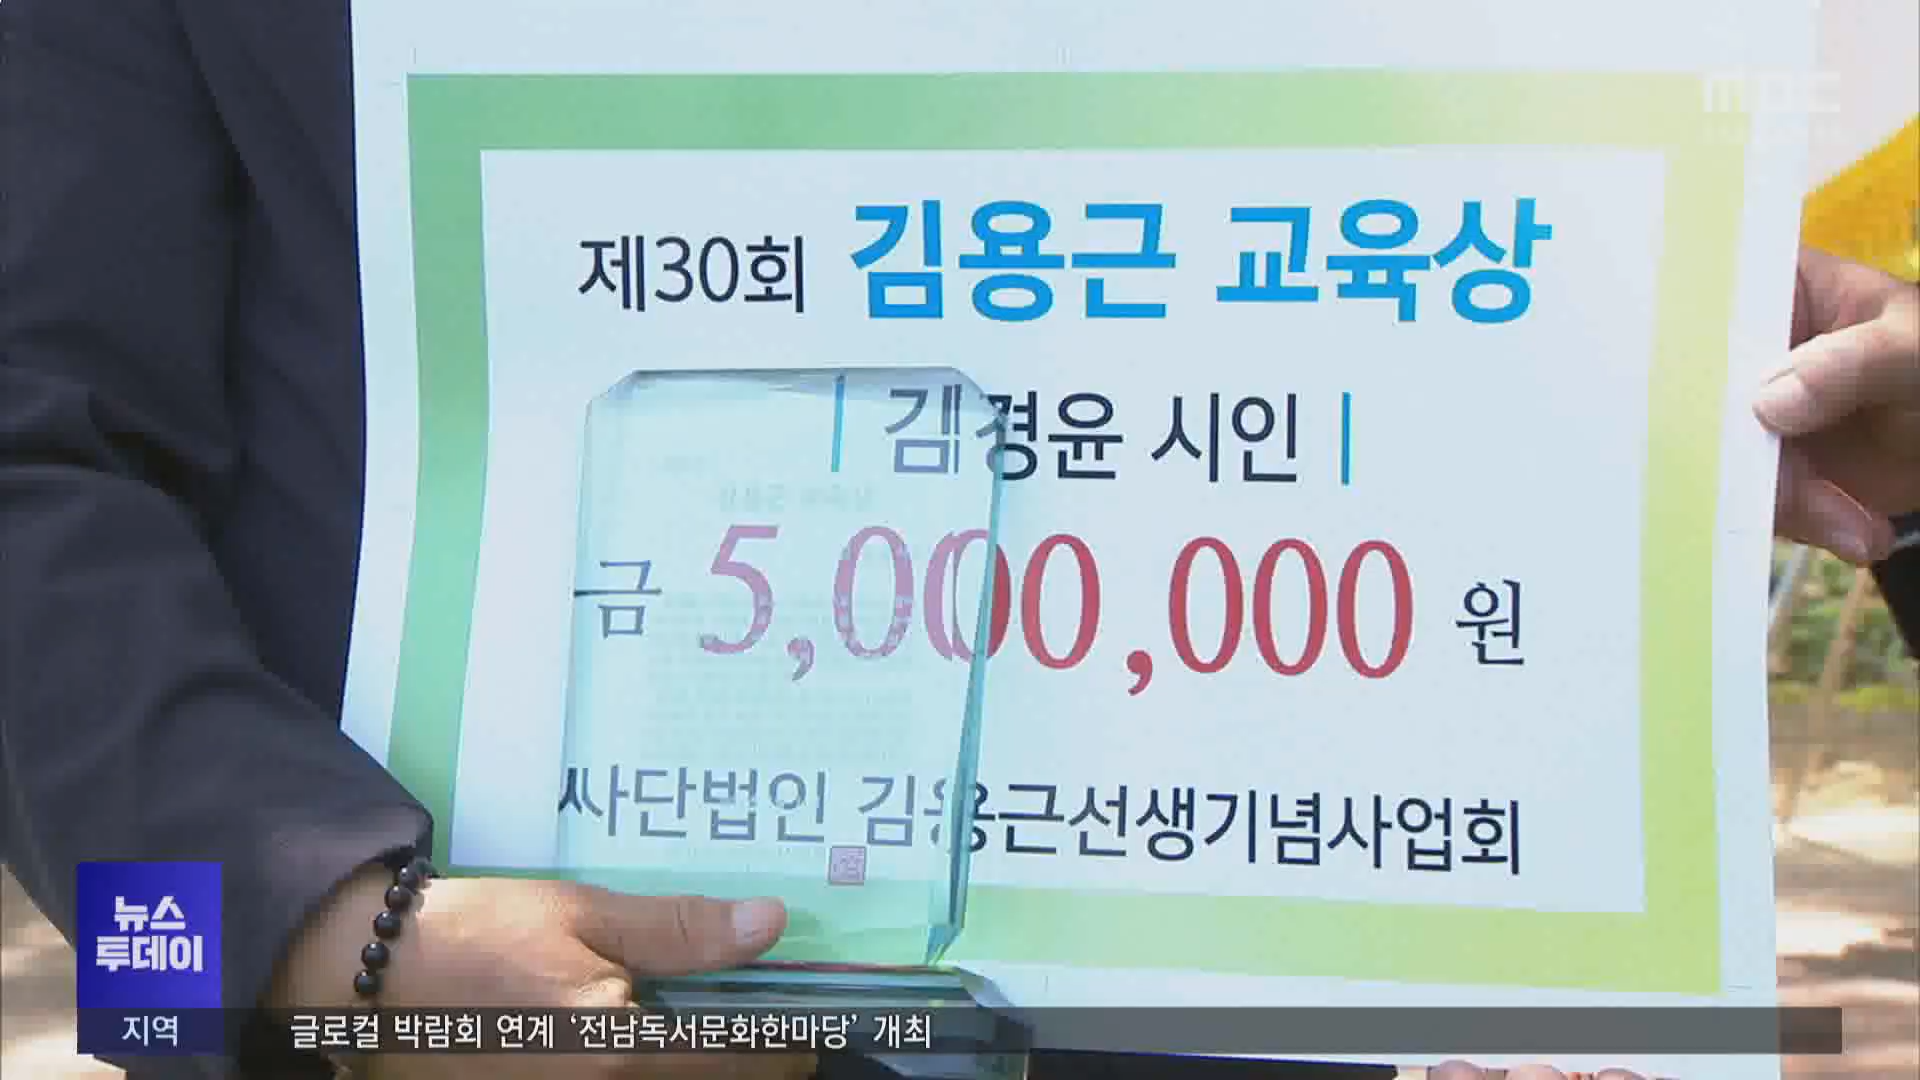 MBC
제30회 김용근 교육상
김경윤 시인
금 5,000,000 원
사단법인 김용근선생기념사업회
뉴스
투데이
지역
글로컬 박람회 연계 ‘전남독서문화한마당’ 개최